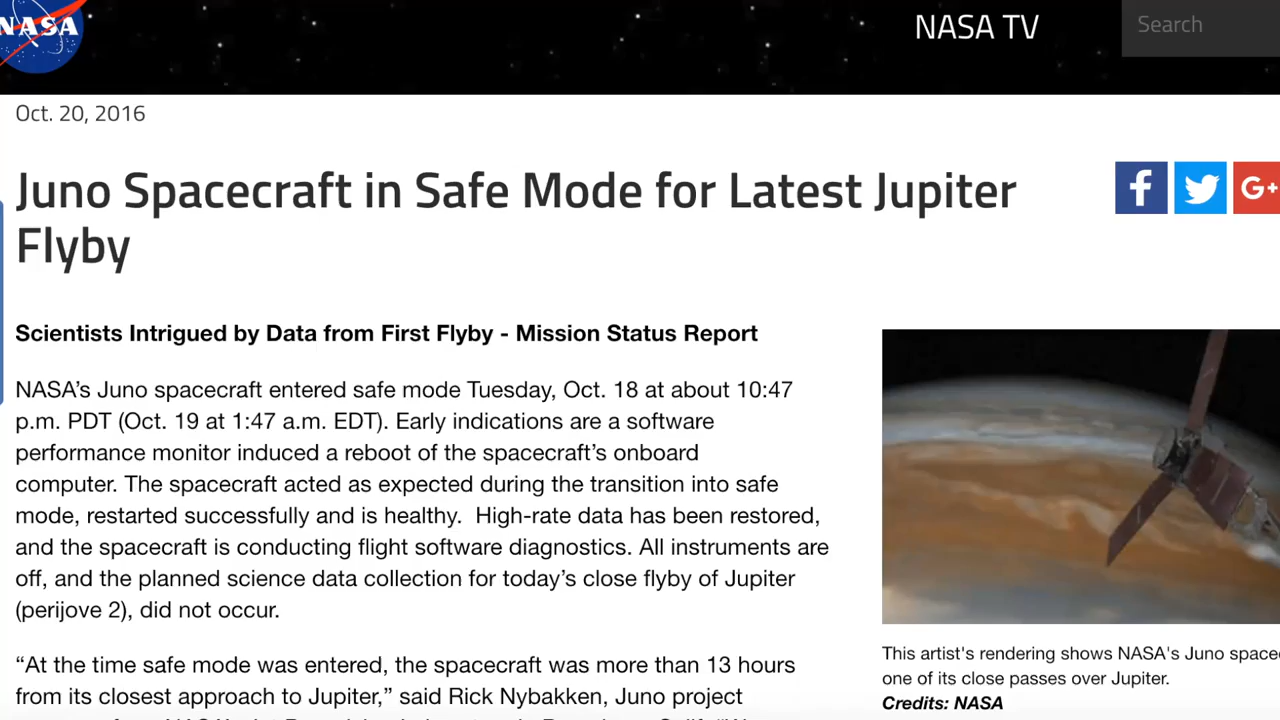 NASA
NASA TV
Search
Oct. 20, 2016
Juno Spacecraft in Safe Mode for Latest Jupiter
Flyby
f
G+
Scientists Intrigued by Data from First Flyby - Mission Status Report
NASA’s Juno spacecraft entered safe mode Tuesday, Oct. 18 at about 10:47
p.m. PDT (Oct. 19 at 1:47 a.m. EDT). Early indications are a software
performance monitor induced a reboot of the spacecraft’s onboard
computer. The spacecraft acted as expected during the transition into safe
mode, restarted successfully and is healthy.  High-rate data has been restored,
and the spacecraft is conducting flight software diagnostics. All instruments are
off, and the planned science data collection for today’s close flyby of Jupiter
(perijove 2), did not occur.
“At the time safe mode was entered, the spacecraft was more than 13 hours
from its closest approach to Jupiter,” said Rick Nybakken, Juno project
This artist's rendering shows NASA's Juno space
one of its close passes over Jupiter.
Credits: NASA